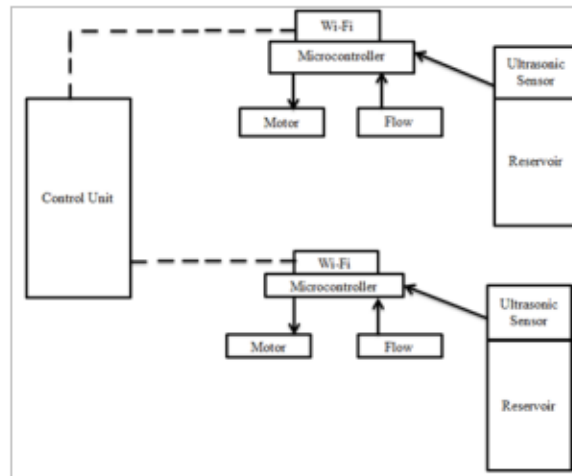 Wi-Fi
Microcontroller
Ultrasonic
Sensor
Motor
Flow
Reservoir
Control Unit
Wi-Fi
Microcontroller
Ultrasonic
Sensor
Motor
Flow
Reservoir